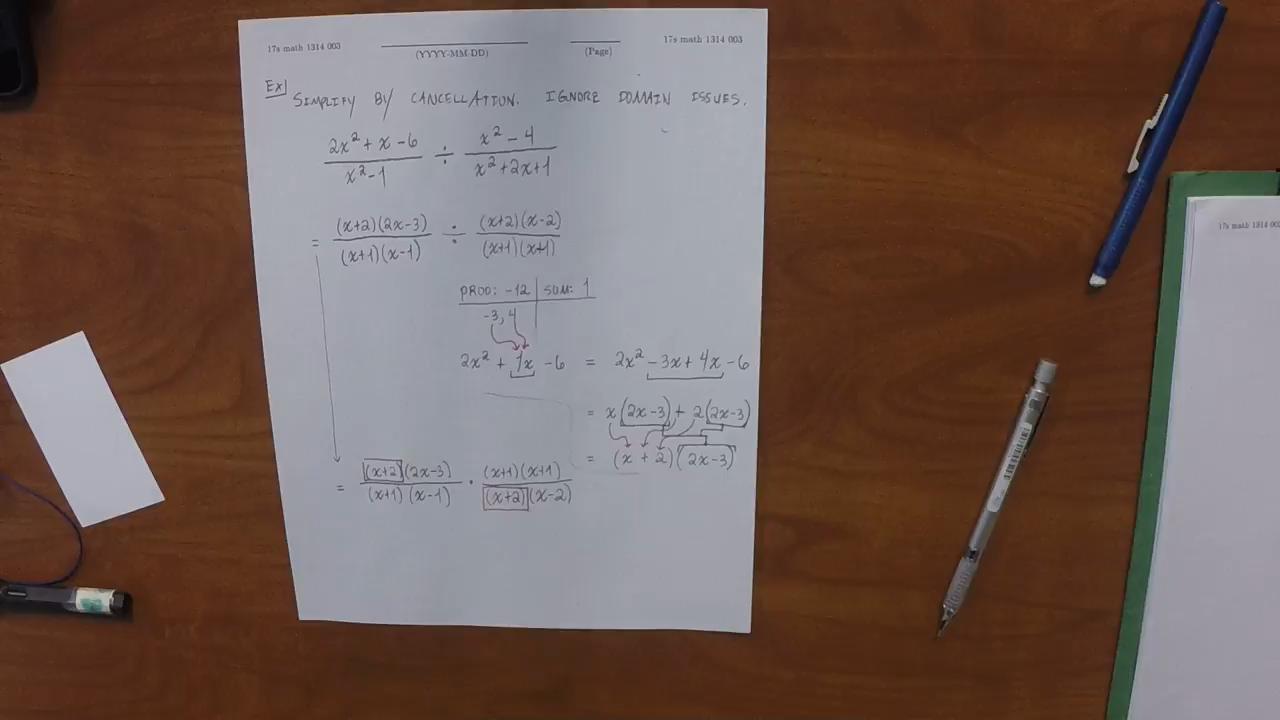 17s math 1314 003
(YYYY-MM-DD)
(Page)
17s math 1314 003
Ex] SIMPLIFY BY CANCELLATION. IGNORE DOMAIN ISSUES.
2x² + x - 6 / x² - 1 ÷ x² - 4 / x² + 2x + 1
= (x+2)(2x-3) / (x+1)(x-1) ÷ (x+2)(x-2) / (x+1)(x+1)
PROD: -12 | SUM: 1
-3, 4
2x² + 1x - 6 = 2x² - 3x + 4x - 6
= x(2x-3) + 2(2x-3)
= (x + 2)(2x-3)
= (x+2)(2x-3) / (x+1)(x-1) · (x+1)(x+1) / (x+2)(x-2)
17s math 1314 003